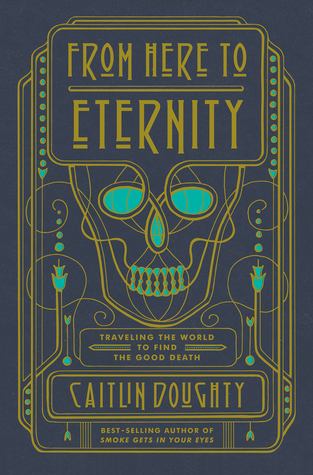 FROM HERE TO
ETERNITY
TRAVELING THE WORLD
TO FIND
THE GOOD DEATH
CAITLIN DOUGHTY
BEST-SELLING AUTHOR OF
SMOKE GETS IN YOUR EYES